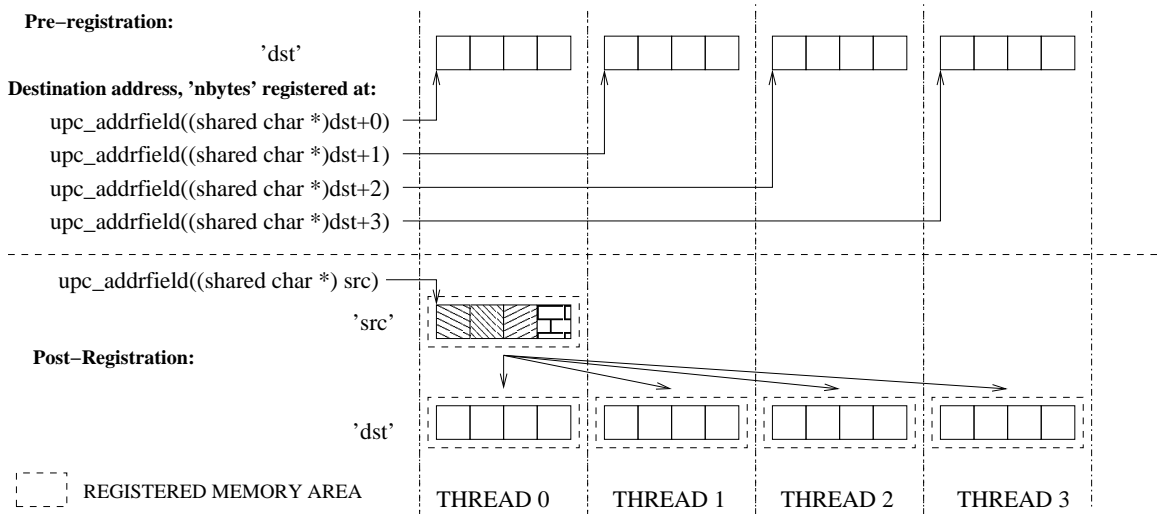 Pre−registration:
’dst’
Destination address, ’nbytes’ registered at:
upc_addrfield((shared char *)dst+0)
upc_addrfield((shared char *)dst+1)
upc_addrfield((shared char *)dst+2)
upc_addrfield((shared char *)dst+3)
upc_addrfield((shared char *) src)
’src’
Post−Registration:
’dst’
REGISTERED MEMORY AREA
THREAD 0 THREAD 1 THREAD 2 THREAD 3